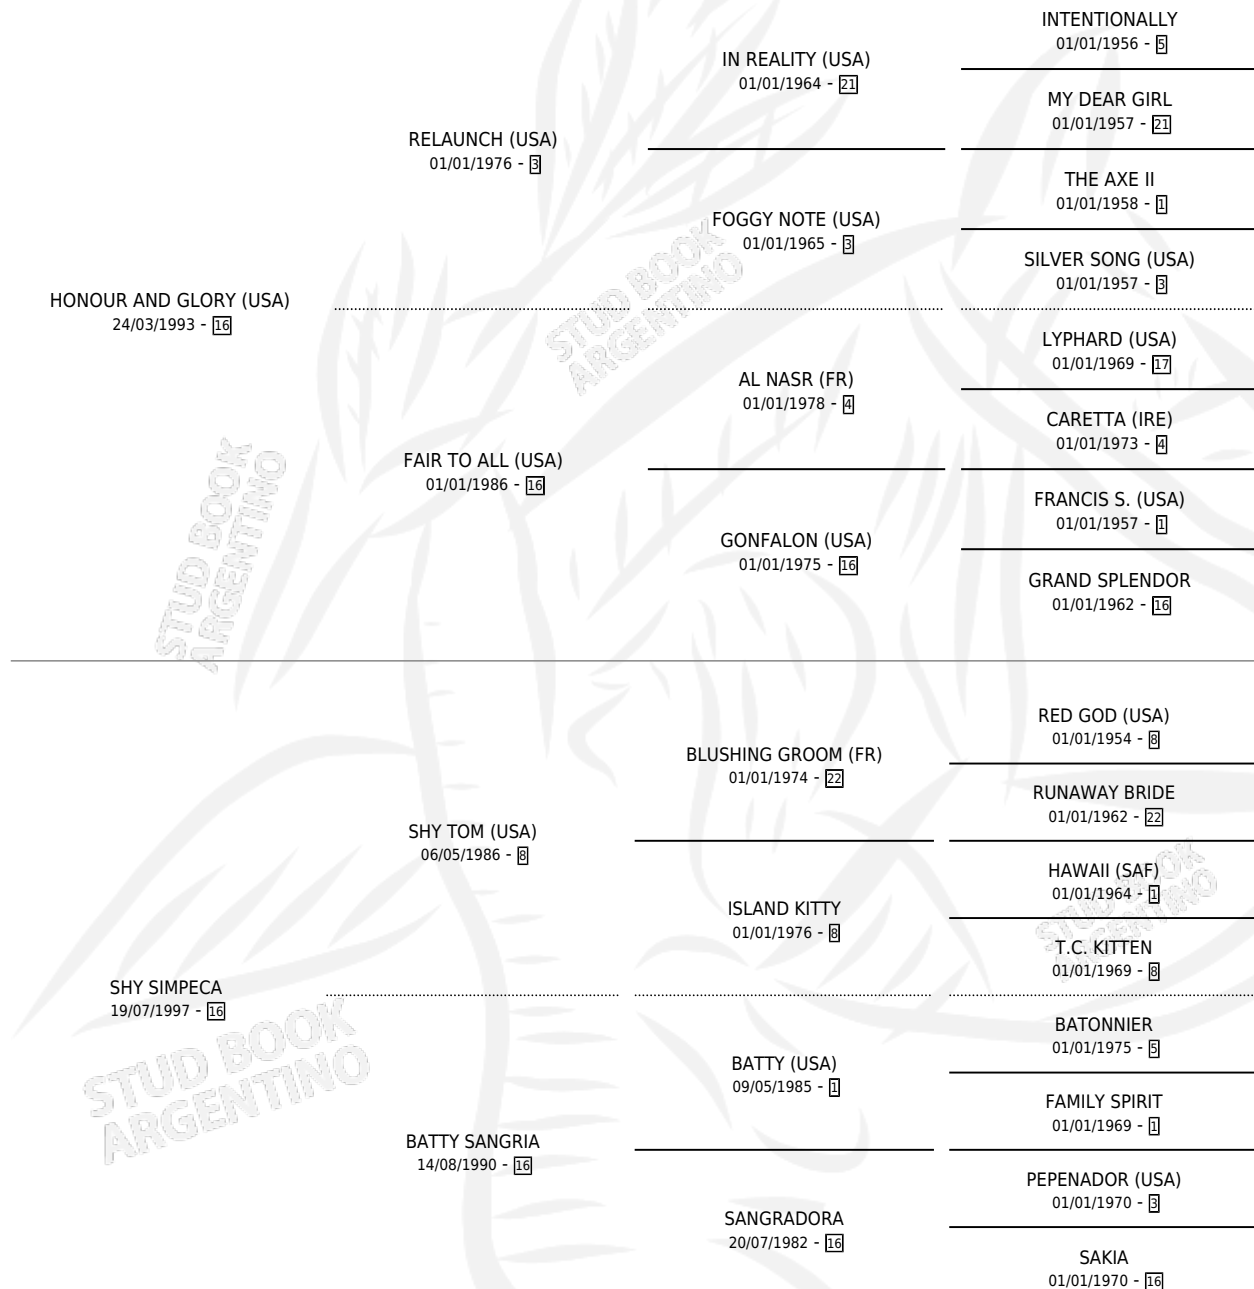 INTENTIONALLY
01/01/1956 - 5
IN REALITY (USA)
01/01/1964 - 21
MY DEAR GIRL
01/01/1957 - 21
RELAUNCH (USA)
01/01/1976 - 3
THE AXE II
01/01/1958 - 1
FOGGY NOTE (USA)
01/01/1965 - 3
SILVER SONG (USA)
01/01/1957 - 3
HONOUR AND GLORY (USA)
24/03/1993 - 16
LYPHARD (USA)
01/01/1969 - 17
AL NASR (FR)
01/01/1978 - 4
CARETTA (IRE)
01/01/1973 - 4
FAIR TO ALL (USA)
01/01/1986 - 16
FRANCIS S. (USA)
01/01/1957 - 1
GONFALON (USA)
01/01/1975 - 16
GRAND SPLENDOR
01/01/1962 - 16
RED GOD (USA)
01/01/1954 - 8
BLUSHING GROOM (FR)
01/01/1974 - 22
RUNAWAY BRIDE
01/01/1962 - 22
SHY TOM (USA)
06/05/1986 - 8
HAWAII (SAF)
01/01/1964 - 1
ISLAND KITTY
01/01/1976 - 8
T.C. KITTEN
01/01/1969 - 8
SHY SIMPECA
19/07/1997 - 16
BATONNIER
01/01/1975 - 5
BATTY (USA)
09/05/1985 - 1
FAMILY SPIRIT
01/01/1969 - 1
BATTY SANGRIA
14/08/1990 - 16
PEPENADOR (USA)
01/01/1970 - 3
SANGRADORA
20/07/1982 - 16
SAKIA
01/01/1970 - 16
STUD BOOK
ARGENTINO
STUD BOOK
ARGENTINO
STUD BOOK
ARGENTINO
STUD BOOK
ARGENTINO